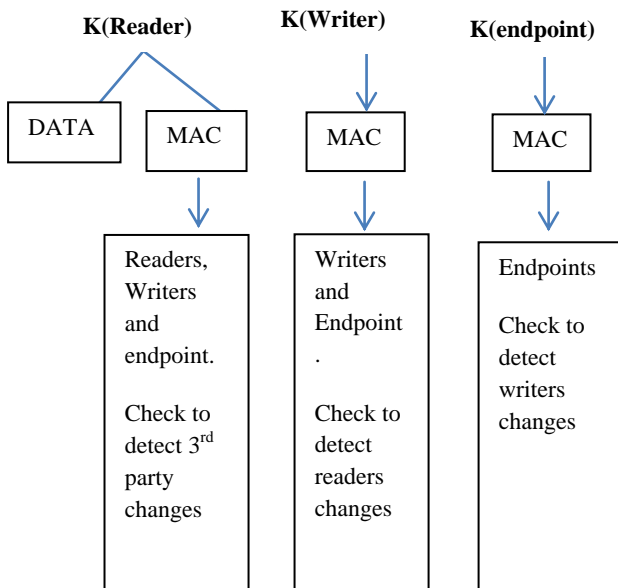 K(Reader)
K(Writer)
K(endpoint)
DATA
MAC
MAC
MAC
Readers,
Writers
and
endpoint.
Check to
detect 3rd
party
changes
Writers
and
Endpoint
.
Check to
detect
readers
changes
Endpoints
Check to
detect
writers
changes